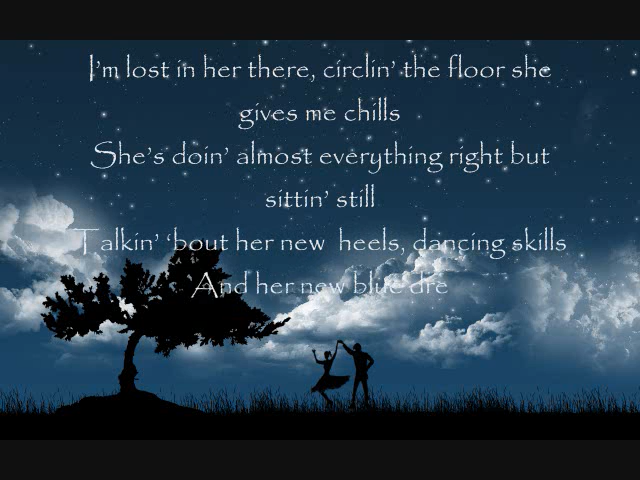 I'm lost in her there, circlin' the floor she
gives me chills
She's doin' almost everything right but
sittin' still
Talkin' ‘bout her new heels, dancing skills
And her new blue dre